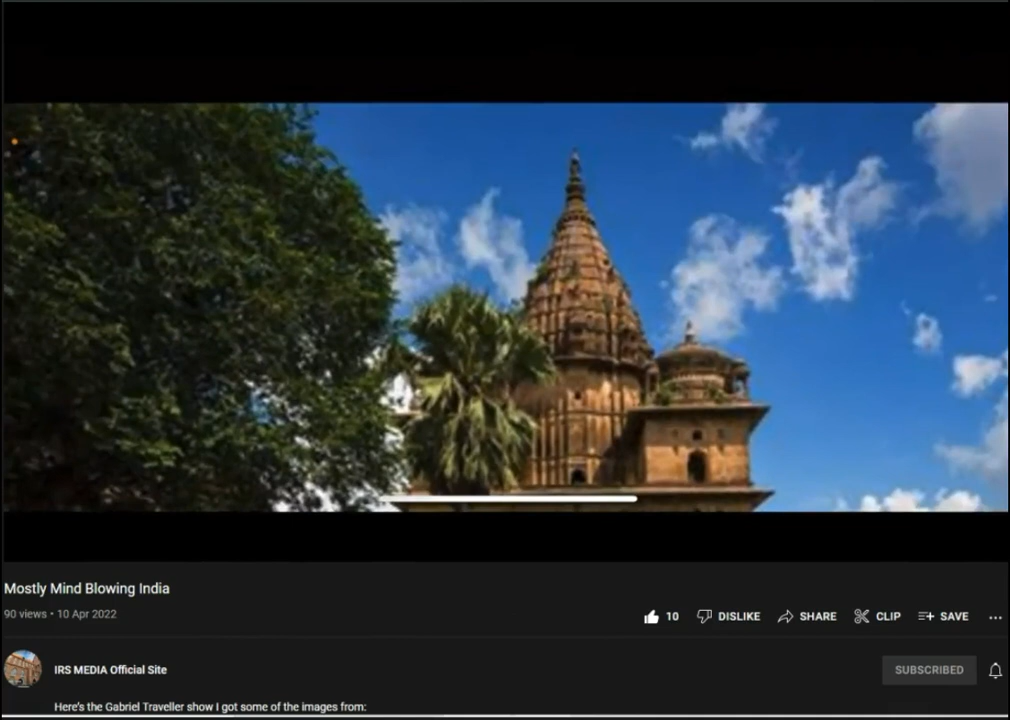 Mostly Mind Blowing India
90 views • 10 Apr 2022
10 DISLIKE SHARE CLIP SAVE ...
IRS MEDIA Official Site
SUBSCRIBED
Here's the Gabriel Traveller show I got some of the images from: